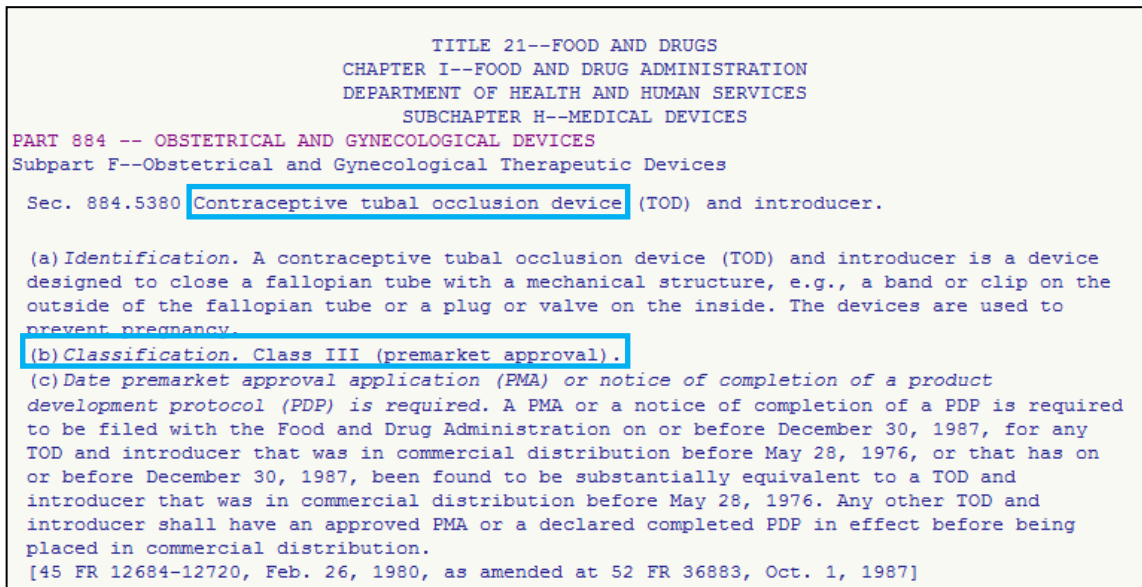 TITLE 21--FOOD AND DRUGS
CHAPTER I--FOOD AND DRUG ADMINISTRATION
DEPARTMENT OF HEALTH AND HUMAN SERVICES
SUBCHAPTER H--MEDICAL DEVICES
PART 884 -- OBSTETRICAL AND GYNECOLOGICAL DEVICES
Subpart F--Obstetrical and Gynecological Therapeutic Devices
Sec. 884.5380 Contraceptive tubal occlusion device (TOD) and introducer.
(a) Identification. A contraceptive tubal occlusion device (TOD) and introducer is a device
designed to close a fallopian tube with a mechanical structure, e.g., a band or clip on the
outside of the fallopian tube or a plug or valve on the inside. The devices are used to
prevent pregnancy.
(b) Classification. Class III (premarket approval).
(c) Date premarket approval application (PMA) or notice of completion of a product
development protocol (PDP) is required. A PMA or a notice of completion of a PDP is required
to be filed with the Food and Drug Administration on or before December 30, 1987, for any
TOD and introducer that was in commercial distribution before May 28, 1976, or that has on
or before December 30, 1987, been found to be substantially equivalent to a TOD and
introducer that was in commercial distribution before May 28, 1976. Any other TOD and
introducer shall have an approved PMA or a declared completed PDP in effect before being
placed in commercial distribution.
[45 FR 12684-12720, Feb. 26, 1980, as amended at 52 FR 36883, Oct. 1, 1987]